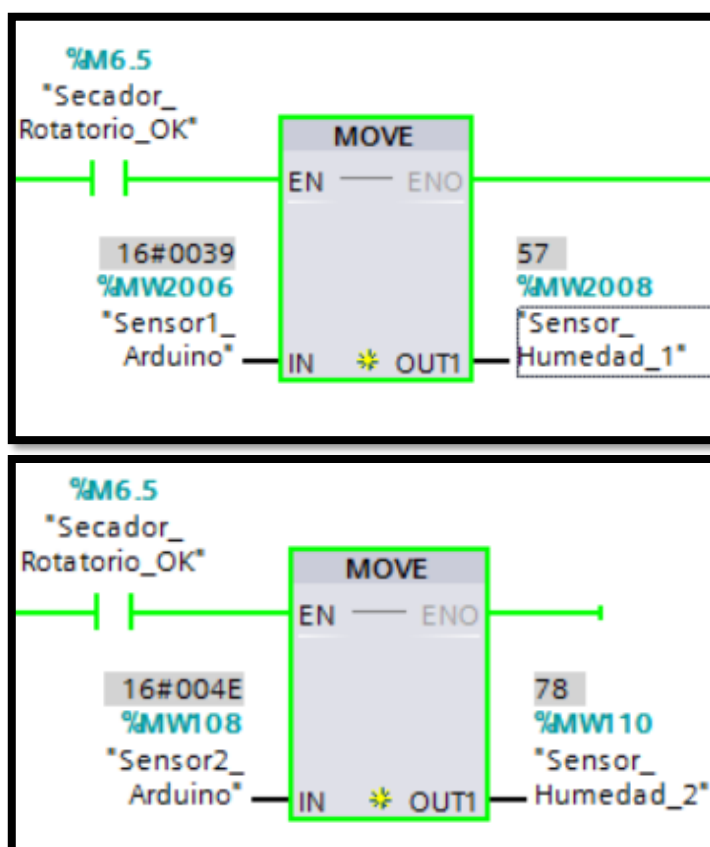 %M6.5
"Secador_
Rotatorio_OK"
MOVE
EN ENO
16#0039
%MW2006
"Sensor1_
Arduino"
IN OUT1
57
%MW2008
"Sensor_
Humedad_1"
%M6.5
"Secador_
Rotatorio_OK"
MOVE
EN ENO
16#004E
%MW108
"Sensor2_
Arduino"
IN OUT1
78
%MW110
"Sensor_
Humedad_2"